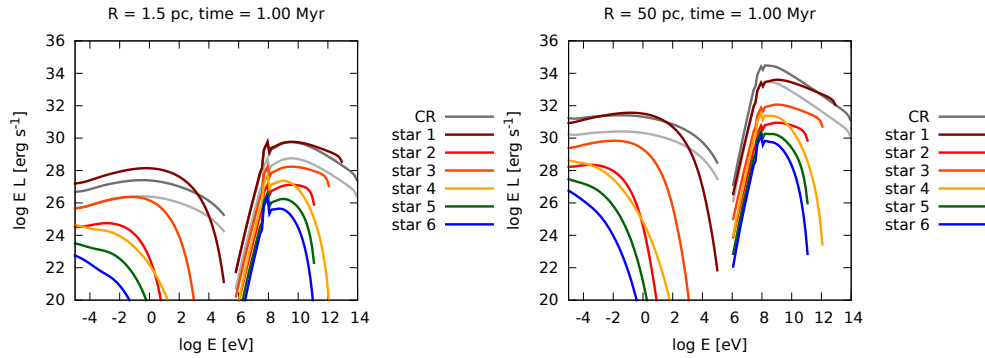 R = 1.5 pc, time = 1.00 Myr
36
34
32
30
28
26
24
22
20
log E L [erg s⁻¹]
-4 -2 0 2 4 6 8 10 12 14
log E [eV]
CR
star 1
star 2
star 3
star 4
star 5
star 6
R = 50 pc, time = 1.00 Myr
36
34
32
30
28
26
24
22
20
log E L [erg s⁻¹]
-4 -2 0 2 4 6 8 10 12 14
log E [eV]
CR
star 1
star 2
star 3
star 4
star 5
star 6